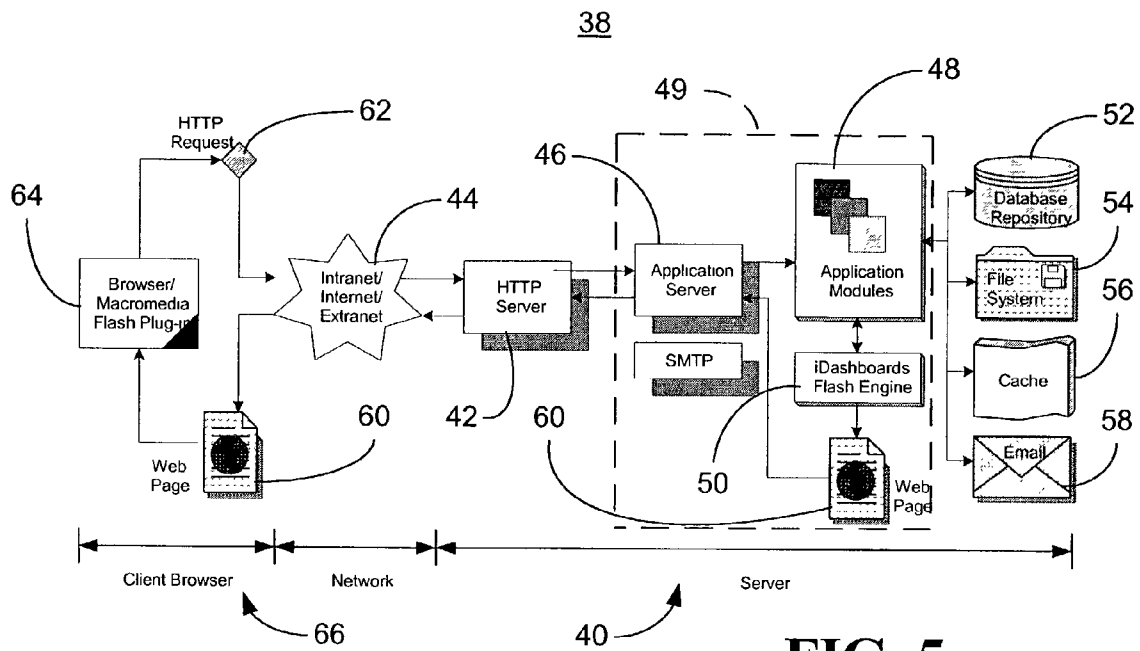 38
48
49
52
62
HTTP
Request
46
64
44
Database
Repository
54
Browser/
Macromedia
Flash Plug-in
Intranet/
Internet/
Extranet
HTTP
Server
Application
Server
Application
Modules
File
System
56
SMTP
iDashboards
Flash Engine
Cache
42
60
60
50
58
Email
Web
Page
Web
Page
Client Browser
Network
Server
66
40
FIG. 5